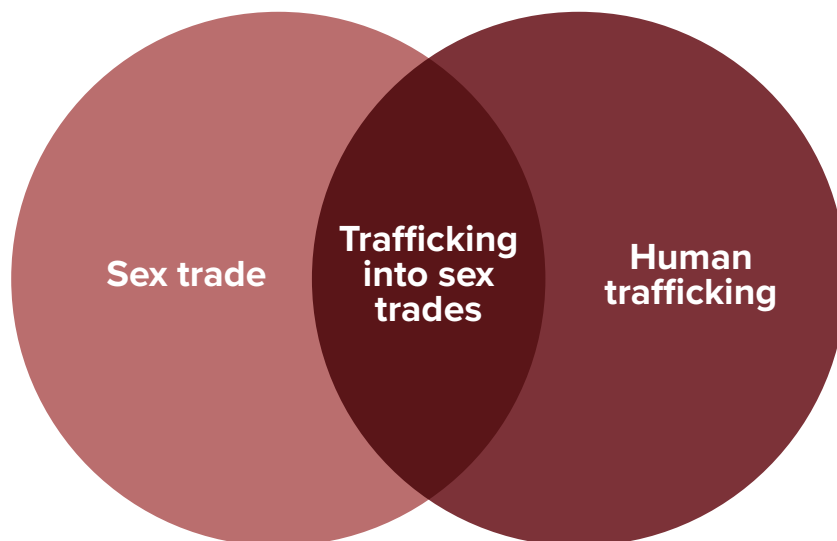 Sex trade
Trafficking
into sex
trades
Human
trafficking